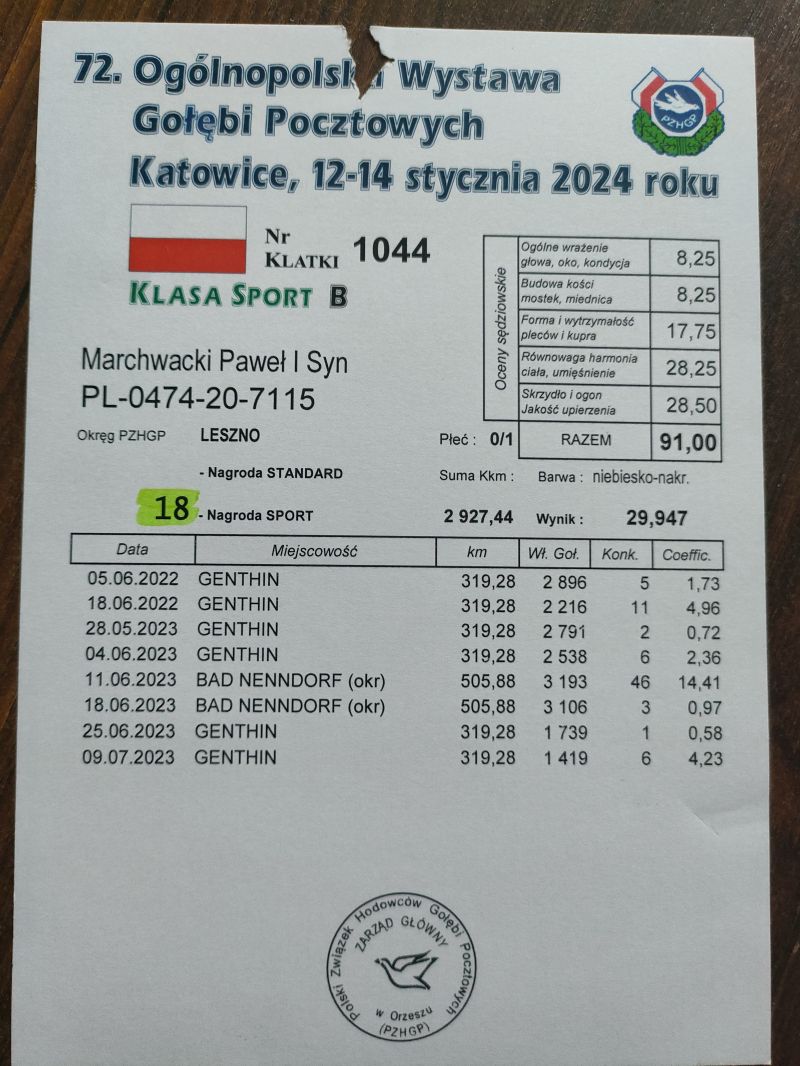 72. Ogólnopolska Wystawa
Gołębi Pocztowych
Katowice, 12-14 stycznia 2024 roku
PZHGP
Nr
KLATKI 1044
KLASA SPORT B
Oceny sędziowskie
Ogólne wrażenie
głowa, oko, kondycja 8,25
Budowa kości
mostek, miednica 8,25
Forma i wytrzymałość
pleców i kupra 17,75
Równowaga harmonia
ciała, umięśnienie 28,25
Skrzydło i ogon
Jakość upierzenia 28,50
RAZEM 91,00
Marchwacki Paweł I Syn
PL-0474-20-7115
Okręg PZHGP LESZNO Płeć : 0/1
- Nagroda STANDARD Suma Kkm : Barwa : niebiesko-nakr.
18 - Nagroda SPORT 2 927,44 Wynik : 29,947
Data Miejscowość km Wł. Goł. Konk. Coeffic.
05.06.2022 GENTHIN 319,28 2 896 5 1,73
18.06.2022 GENTHIN 319,28 2 216 11 4,96
28.05.2023 GENTHIN 319,28 2 791 2 0,72
04.06.2023 GENTHIN 319,28 2 538 6 2,36
11.06.2023 BAD NENNDORF (okr) 505,88 3 193 46 14,41
18.06.2023 BAD NENNDORF (okr) 505,88 3 106 3 0,97
25.06.2023 GENTHIN 319,28 1 739 1 0,58
09.07.2023 GENTHIN 319,28 1 419 6 4,23
Polski Związek Hodowców Gołębi Pocztowych
ZARZĄD GŁÓWNY
w Orzeszu
(PZHGP)